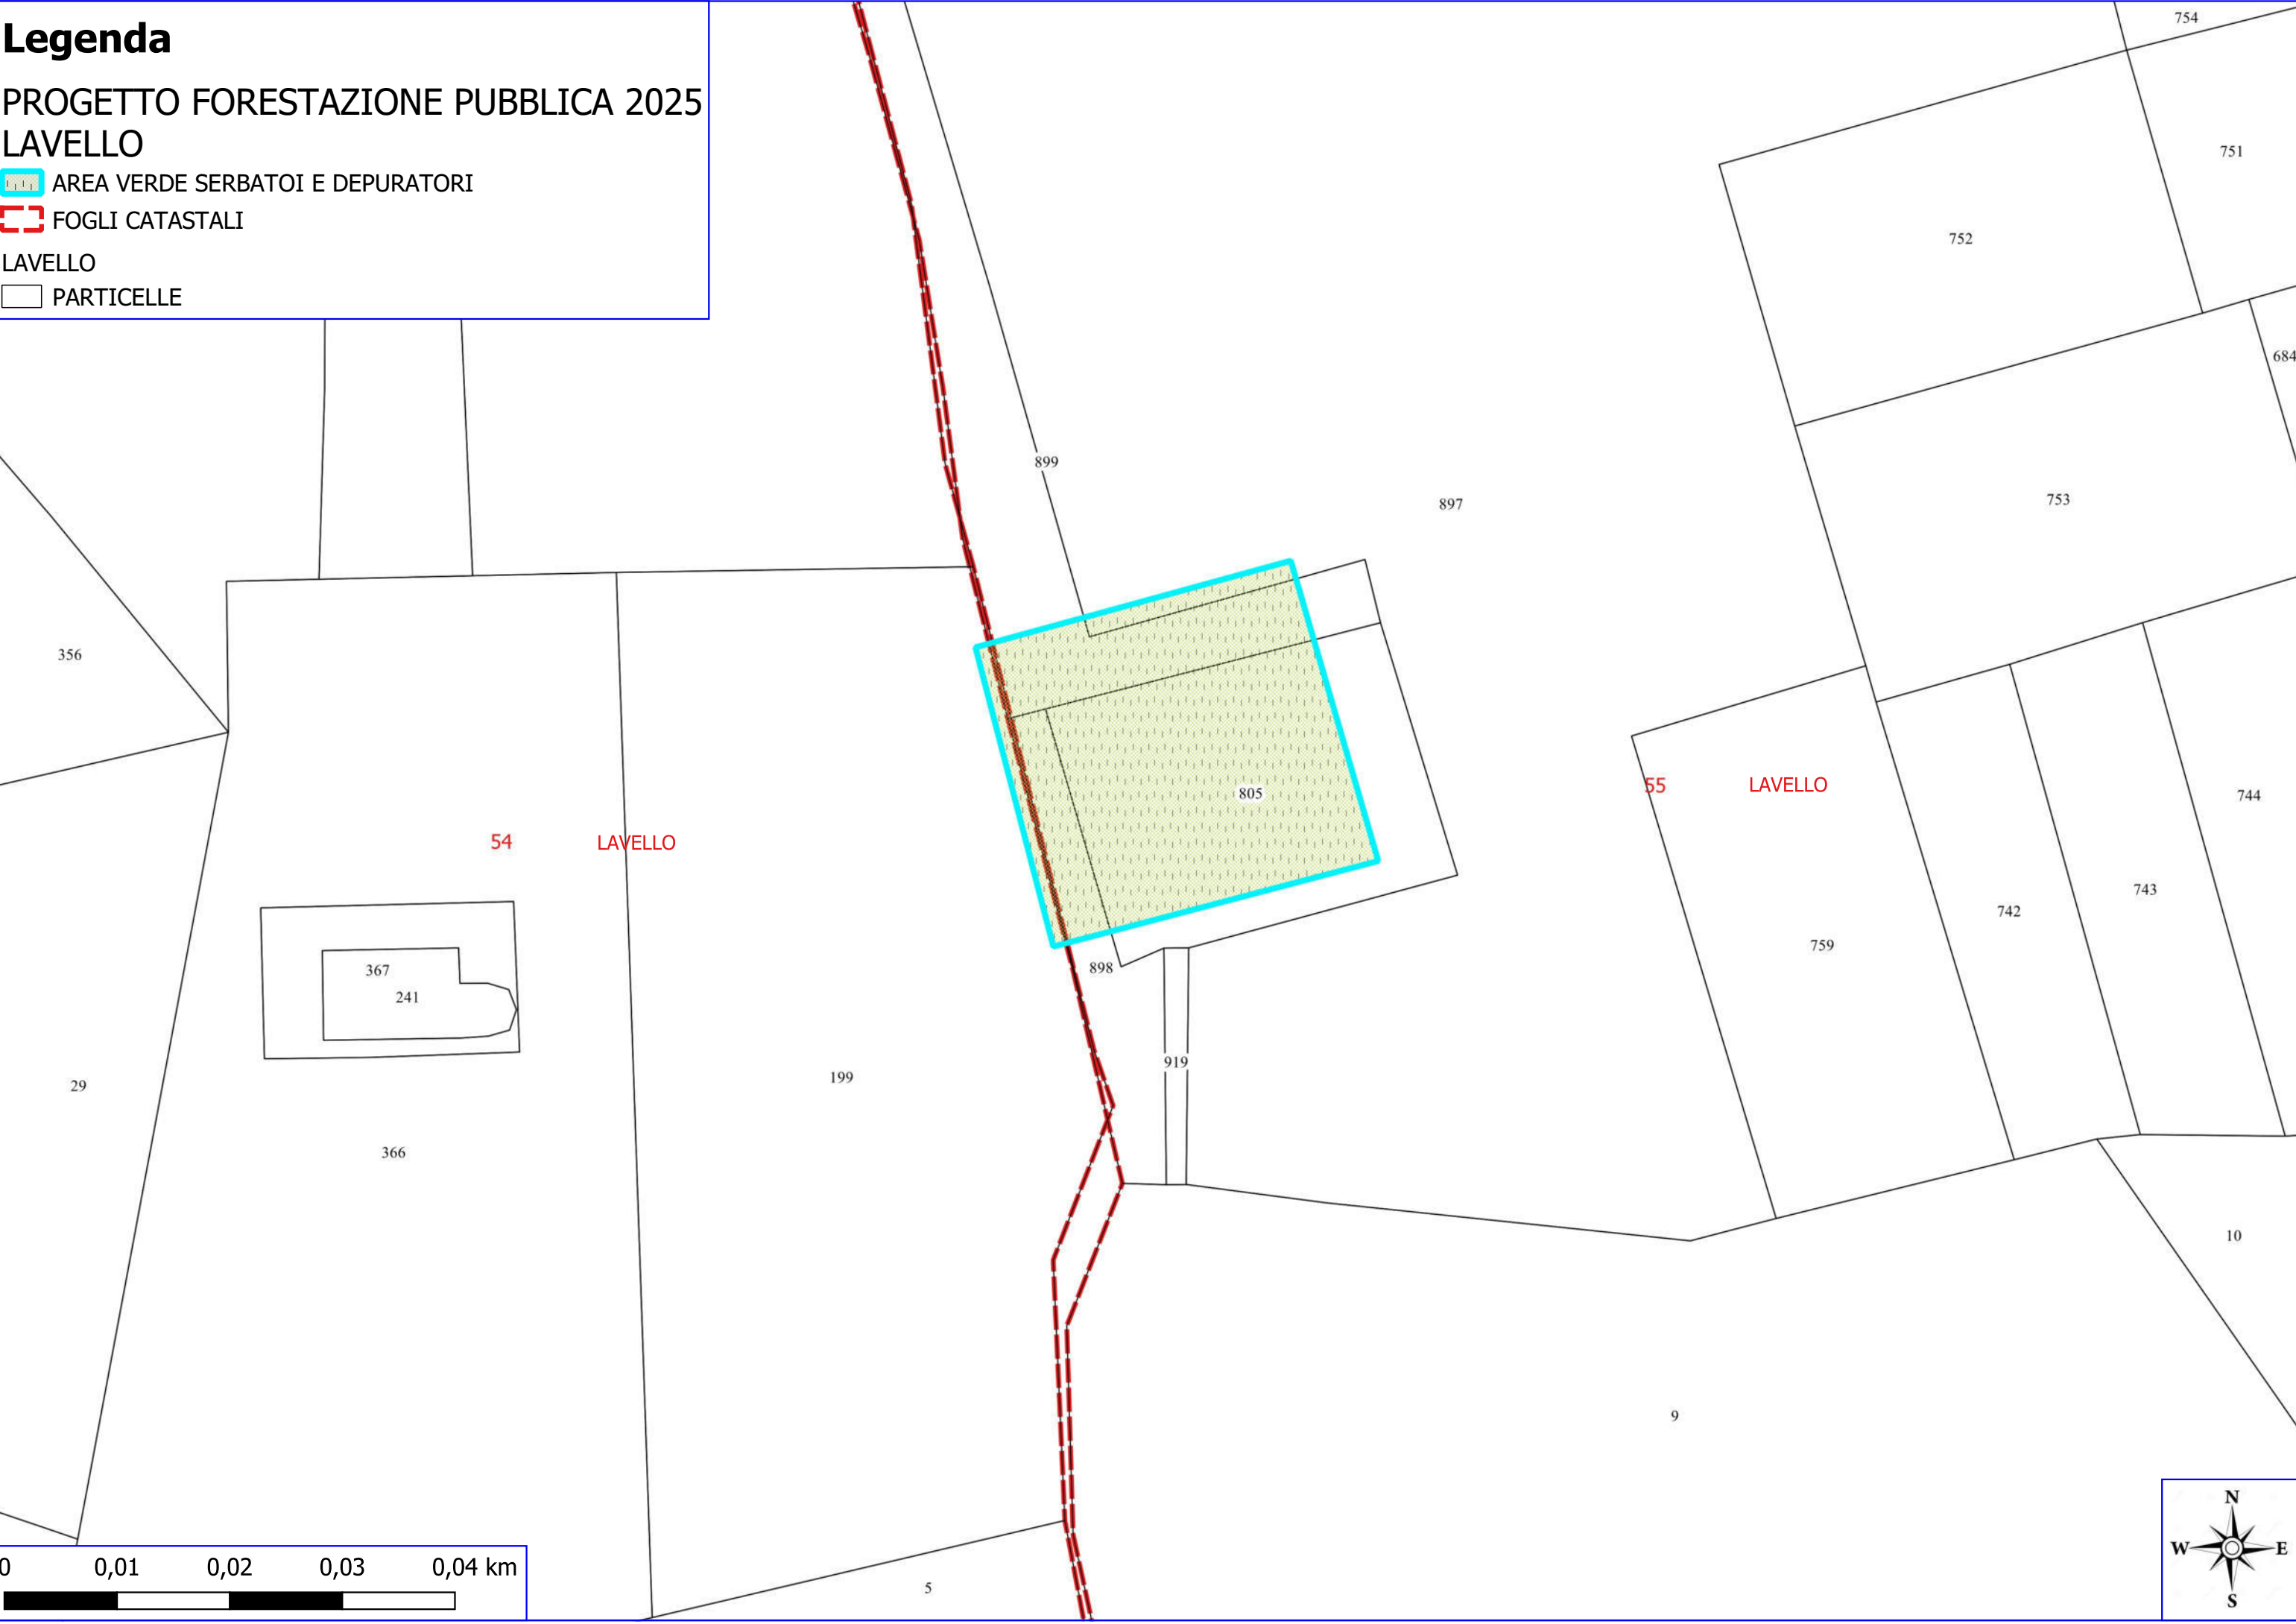 Legenda
PROGETTO FORESTAZIONE PUBBLICA 2025
LAVELLO
AREA VERDE SERBATOI E DEPURATORI
FOGLI CATASTALI
LAVELLO
PARTICELLE
754
751
752
684
899
897
753
356
55 LAVELLO
805
744
54 LAVELLO
743
742
759
367
898
241
919
199
29
366
10
9
N
W E
S
0 0,01 0,02 0,03 0,04 km
5